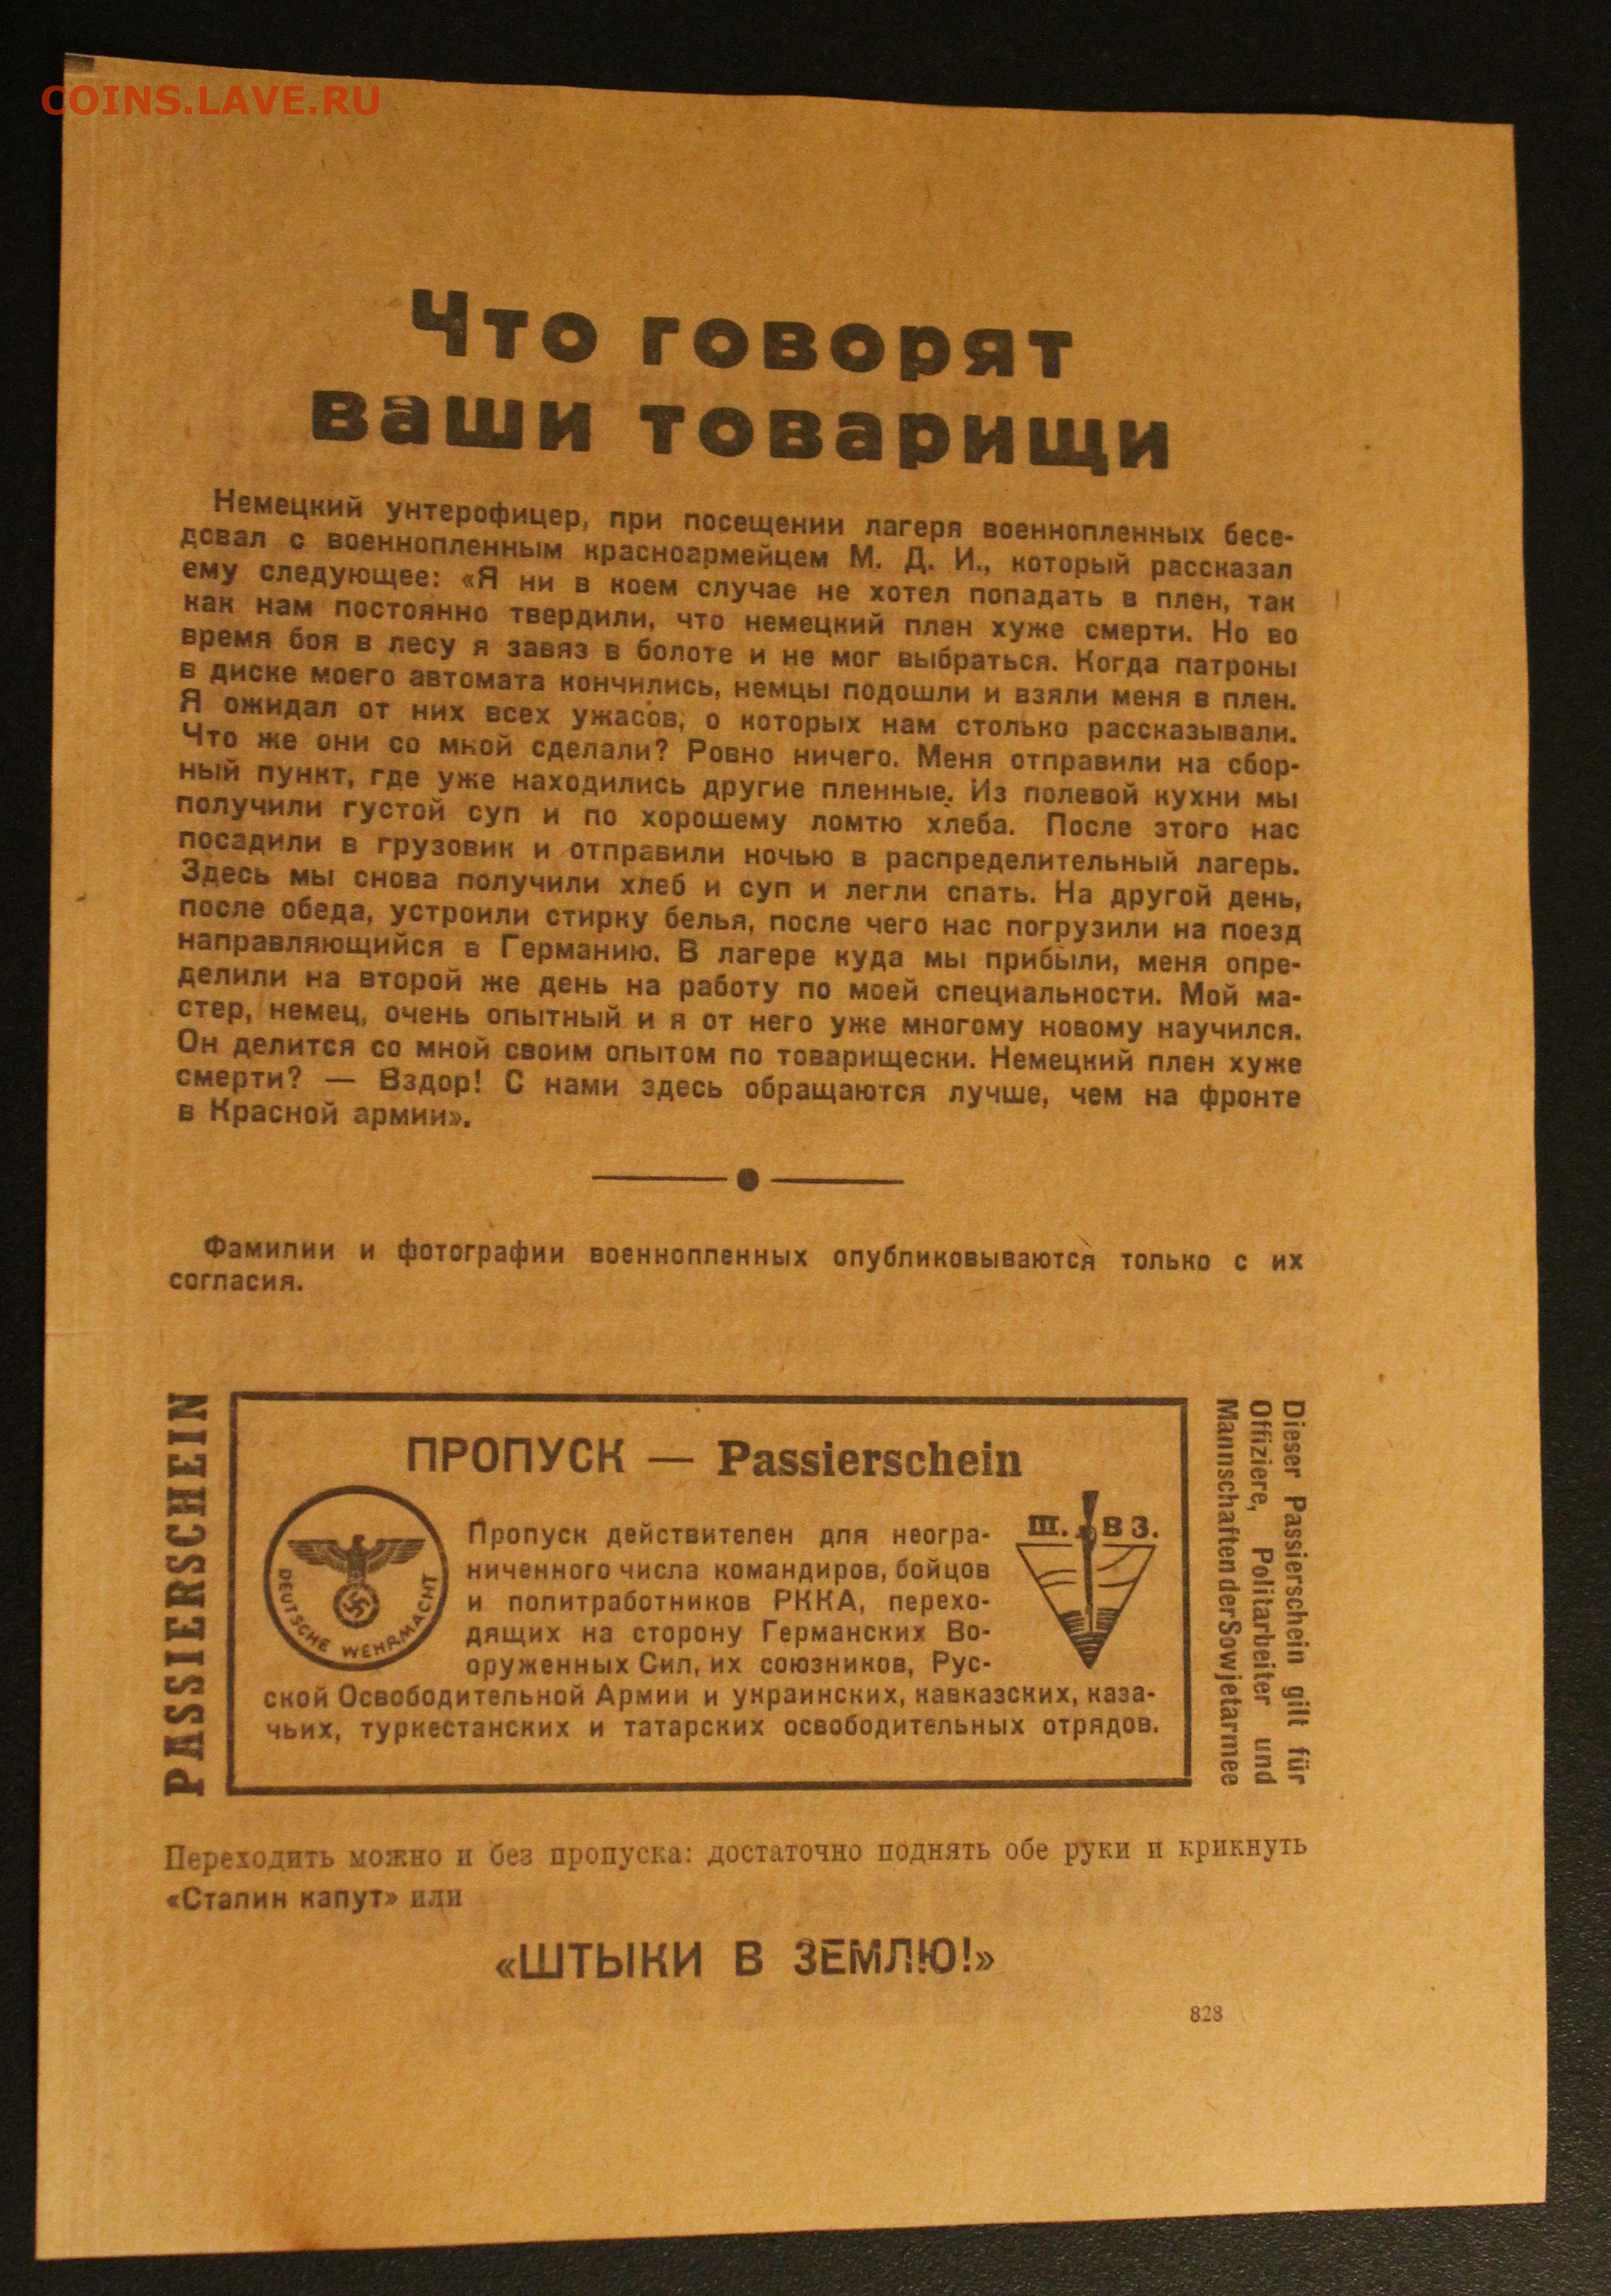 COINS.LAVE.RU
Что говорят
ваши товарищи
Немецкий унтерофицер, при посещении лагеря военнопленных бесе-
довал с военнопленным красноармейцем М. Д. И., который рассказал
ему следующее: «Я ни в коем случае не хотел попадать в плен, так
как нам постоянно твердили, что немецкий плен хуже смерти. Но во
время боя в лесу я завяз в болоте и не мог выбраться. Когда патроны
в диске моего автомата кончились, немцы подошли и взяли меня в плен.
Я ожидал от них всех ужасов, о которых нам столько рассказывали.
Что же они со мной сделали? Ровно ничего. Меня отправили на сбор-
ный пункт, где уже находились другие пленные. Из полевой кухни мы
получили густой суп и по хорошему ломтю хлеба. После этого нас
посадили в грузовик и отправили ночью в распределительный лагерь.
Здесь мы снова получили хлеб и суп и легли спать. На другой день,
после обеда, устроили стирку белья, после чего нас погрузили на поезд
направляющийся в Германию. В лагере куда мы прибыли, меня опре-
делили на второй же день на работу по моей специальности. Мой ма-
стер, немец, очень опытный и я от него уже многому новому научился.
Он делится со мной своим опытом по товарищески. Немецкий плен хуже
смерти? — Вздор! С нами здесь обращаются лучше, чем на фронте
в Красной армии».
Фамилии и фотографии военнопленных опубликовываются только с их
согласия.
PASSIERSCHEIN
ПРОПУСК — Passierschein
DEUTSCHE WEHRMACHT
Ш. В З.
Пропуск действителен для неогра-
ниченного числа командиров, бойцов
и политработников РККА, перехо-
дящих на сторону Германских Во-
оруженных Сил, их союзников, Рус-
ской Освободительной Армии и украинских, кавказских, каза-
чьих, туркестанских и татарских освободительных отрядов.
Dieser Passierschein gilt für
Offiziere, Politarbeiter und
Mannschaften der Sowjetarmee
Переходить можно и без пропуска: достаточно поднять обе руки и крикнуть
«Сталин капут» или
«ШТЫКИ В ЗЕМЛЮ!»
828